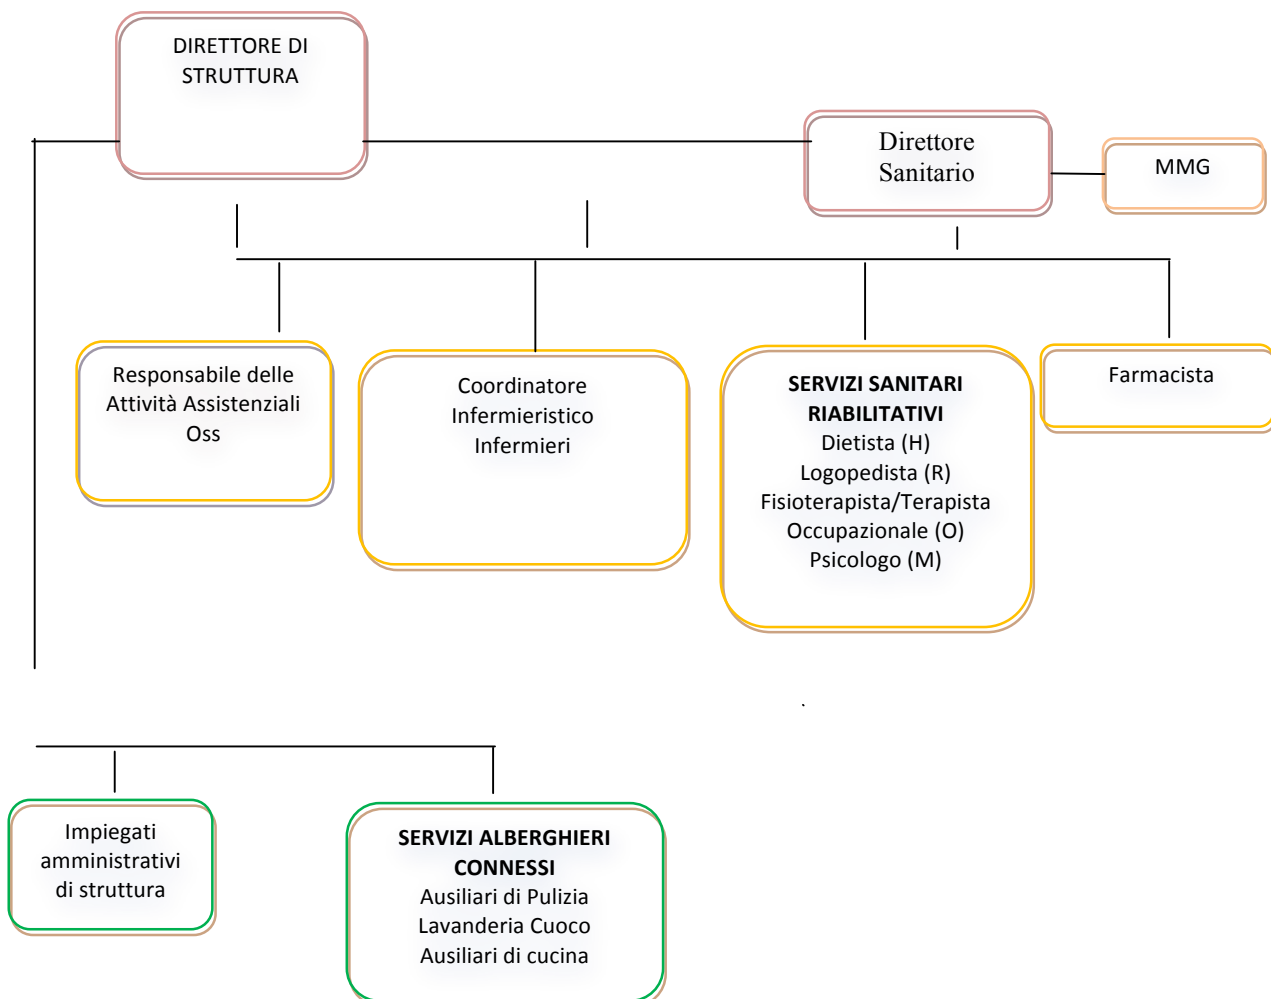 DIRETTORE DI
STRUTTURA
Direttore
Sanitario
MMG
Responsabile delle
Attività Assistenziali
Oss
Coordinatore
Infermieristico
Infermieri
SERVIZI SANITARI
RIABILITATIVI
Dietista (H)
Logopedista (R)
Fisioterapista/Terapista
Occupazionale (O)
Psicologo (M)
Farmacista
Impiegati
amministrativi
di struttura
SERVIZI ALBERGHIERI
CONNESSI
Ausiliari di Pulizia
Lavanderia Cuoco
Ausiliari di cucina